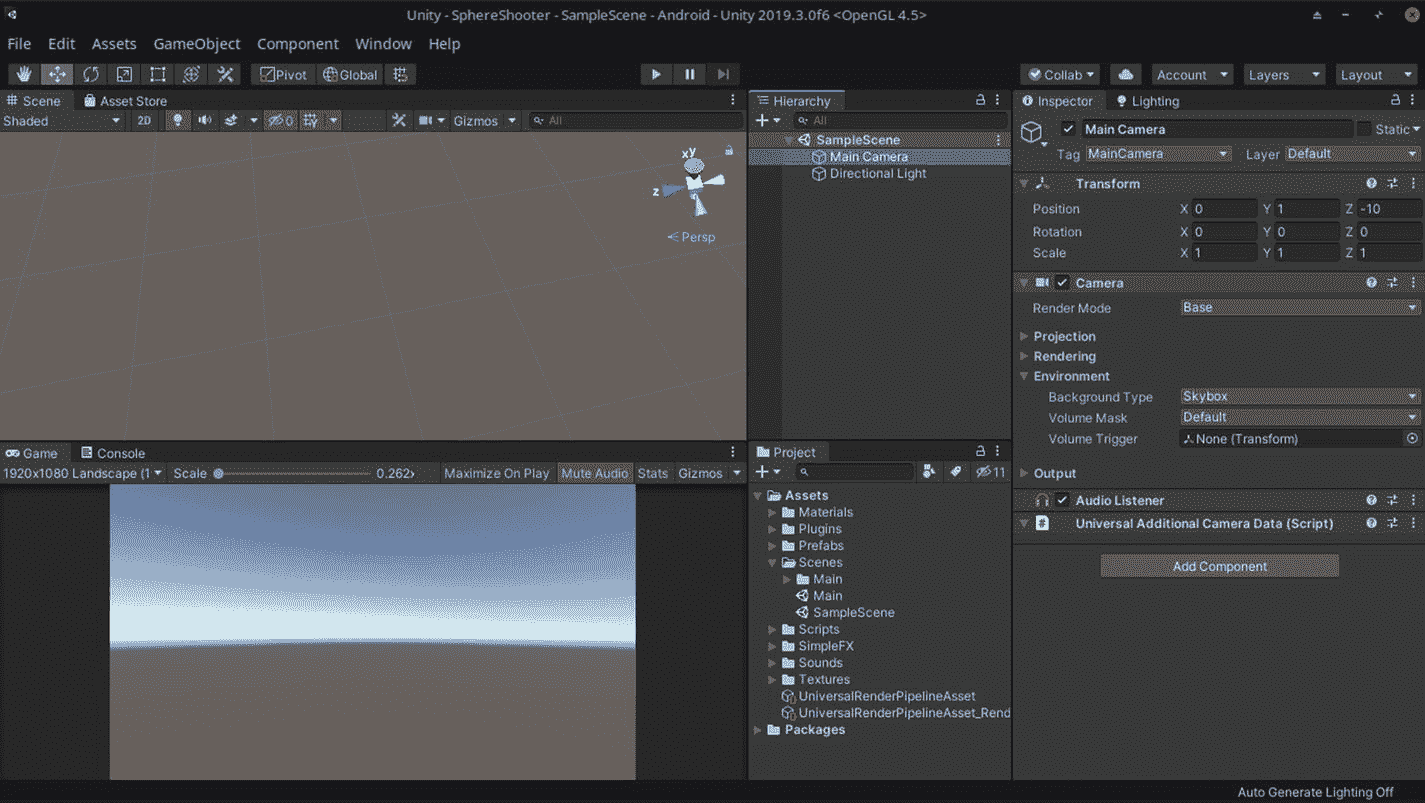 Unity - SphereShooter - SampleScene - Android - Unity 2019.3.0f6 <OpenGL 4.5>
File Edit Assets GameObject Component Window Help
Pivot Global Collab Account Layers Layout
Scene Asset Store
Shaded 2D 0 Gizmos All
x y
z
Persp
Game Console
1920x1080 Landscape (1 Scale 0.262x Maximize On Play Mute Audio Stats Gizmos
Hierarchy
All
SampleScene
Main Camera
Directional Light
Project
11
Assets
Materials
Plugins
Prefabs
Scenes
Main
Main
SampleScene
Scripts
SimpleFX
Sounds
Textures
UniversalRenderPipelineAsset
UniversalRenderPipelineAsset_Rend
Packages
Inspector Lighting
Main Camera Static
Tag MainCamera Layer Default
Transform
Position X 0 Y 1 Z -10
Rotation X 0 Y 0 Z 0
Scale X 1 Y 1 Z 1
Camera
Render Mode Base
Projection
Rendering
Environment
Background Type Skybox
Volume Mask Default
Volume Trigger None (Transform)
Output
Audio Listener
# Universal Additional Camera Data (Script)
Add Component
Auto Generate Lighting Off